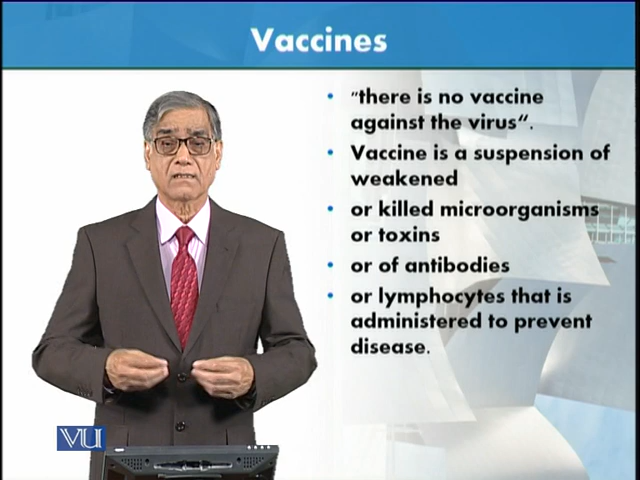 Vaccines
"there is no vaccine
against the virus“.
Vaccine is a suspension of
weakened
or killed microorganisms
or toxins
or of antibodies
or lymphocytes that is
administered to prevent
disease.
VU